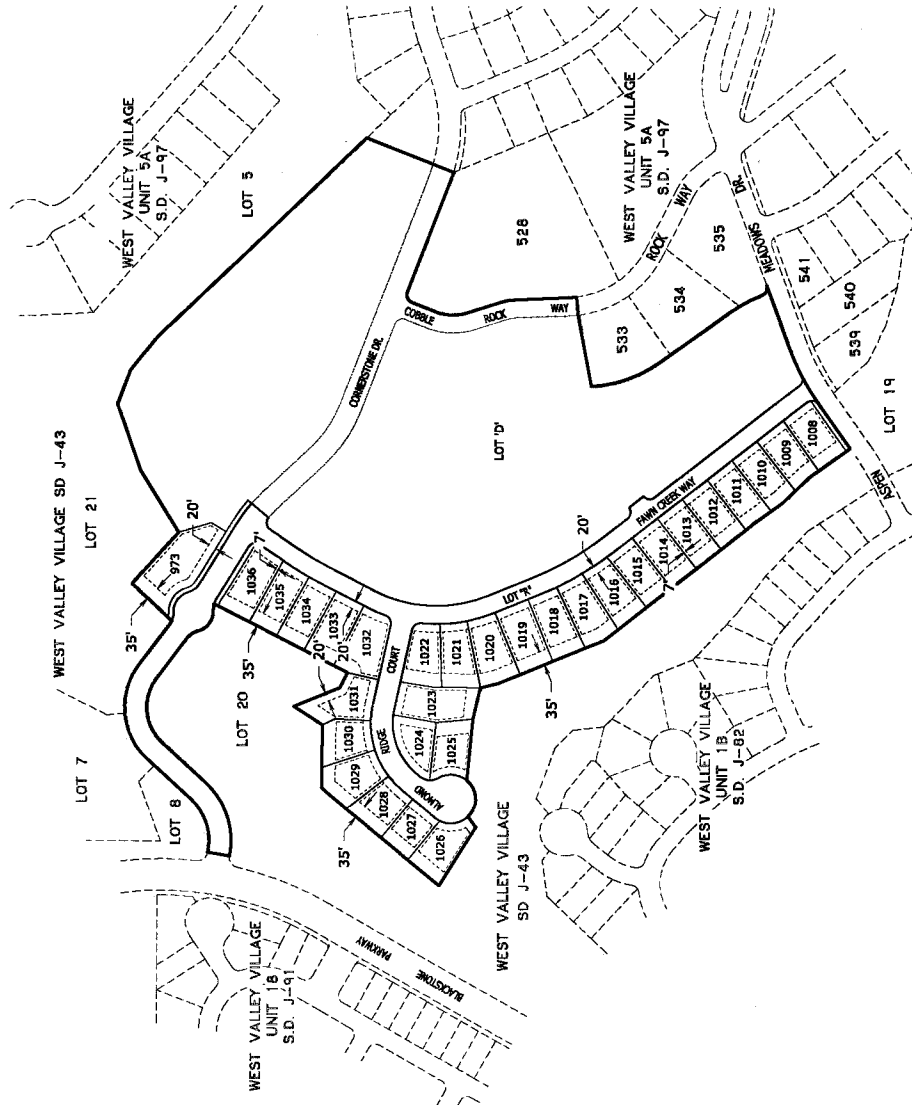 WEST VALLEY VILLAGE
UNIT 5A
S.D. J-97
LOT 5
WEST VALLEY VILLAGE SD J-43
LOT 21
LOT 7
LOT 8
LOT 20
WEST VALLEY VILLAGE
UNIT 5A
S.D. J-97
528
ROCK WAY
535
534
533
MEADOWS DR.
541
540
539
LOT 19
ASPEN
CORNERSTONE DR.
COBBLE ROCK WAY
LOT 'D'
973
20'
35'
7'
1036
1035
1034
1033
1032
35'
20'
20'
1031
1030
1029
1028
1027
1026
35'
COURT
RIDGE
ALMOND
1022
1021
1023
1024
1025
1020
1019
1018
1017
1016
1015
1014
1013
1012
1011
1010
1009
1008
LOT "R"
FAWN CREEK WAY
20'
7'
35'
WEST VALLEY VILLAGE
SD J-43
WEST VALLEY VILLAGE
UNIT 1B
S.D. J-82
BLACKSTONE PARKWAY
WEST VALLEY VILLAGE
UNIT 1B
S.D. J-91